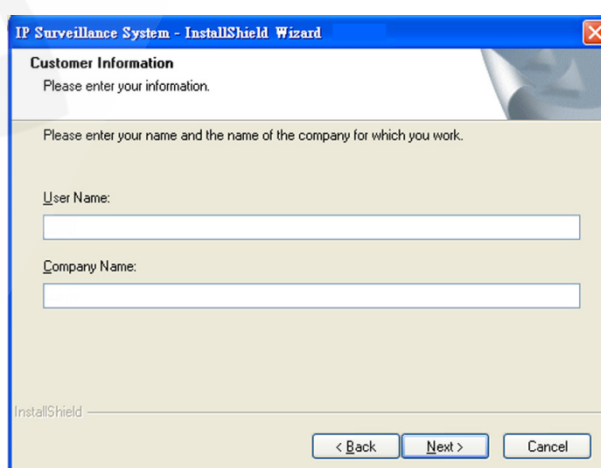 IP Surveillance System - InstallShield Wizard
Customer Information
Please enter your information.
Please enter your name and the name of the company for which you work.
User Name:
Company Name:
InstallShield
< Back Next > Cancel